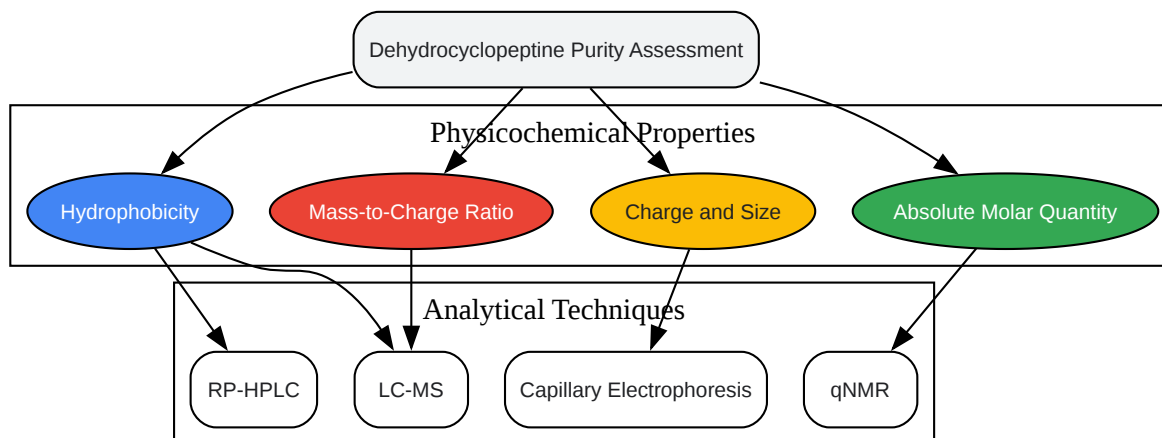 Dehydrocyclopeptine Purity Assessment
Physicochemical Properties
Hydrophobicity
Mass-to-Charge Ratio
Charge and Size
Absolute Molar Quantity
Analytical Techniques
RP-HPLC
LC-MS
Capillary Electrophoresis
qNMR